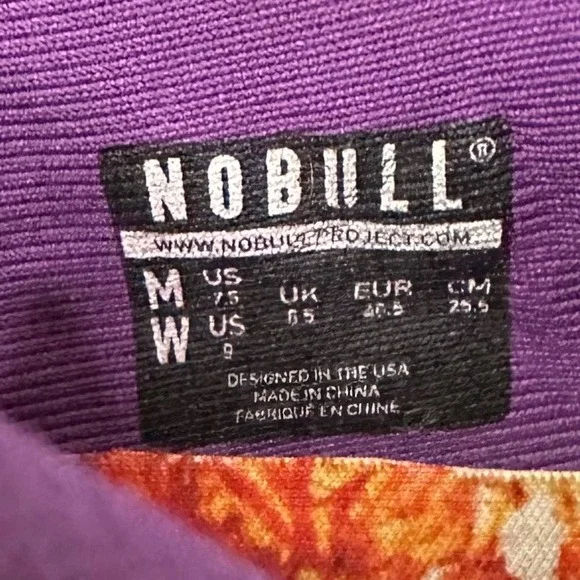 NOBULL®
WWW.NOBULLPROJECT.COM
M US 7.5 UK 6.5 EUR 40.5 CM 25.5
W US 9
DESIGNED IN THE USA
MADE IN CHINA
FABRIQUÉ EN CHINE